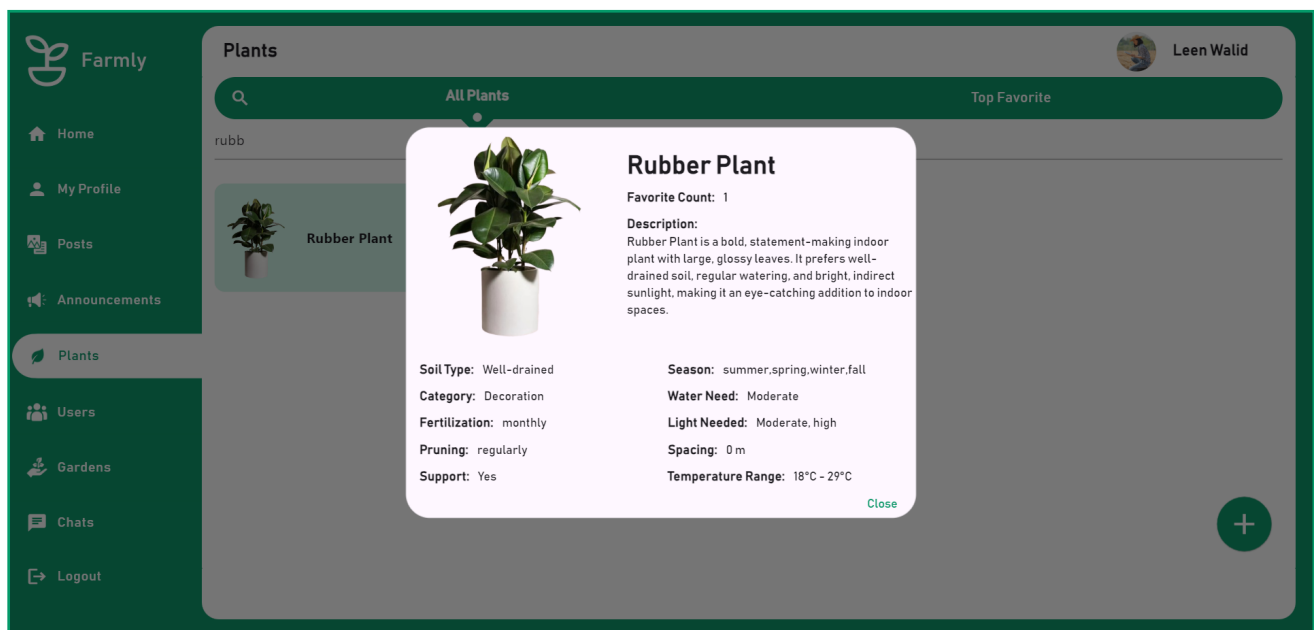 Farmly
Plants
Leen Walid
All Plants
Top Favorite
Home
rubb
My Profile
Posts
Announcements
Plants
Users
Gardens
Chats
Logout
Rubber Plant
Rubber Plant
Favorite Count: 1
Description:
Rubber Plant is a bold, statement-making indoor
plant with large, glossy leaves. It prefers well-
drained soil, regular watering, and bright, indirect
sunlight, making it an eye-catching addition to indoor
spaces.
Soil Type: Well-drained
Season: summer,spring,winter,fall
Category: Decoration
Water Need: Moderate
Fertilization: monthly
Light Needed: Moderate, high
Pruning: regularly
Spacing: 0 m
Support: Yes
Temperature Range: 18°C - 29°C
Close